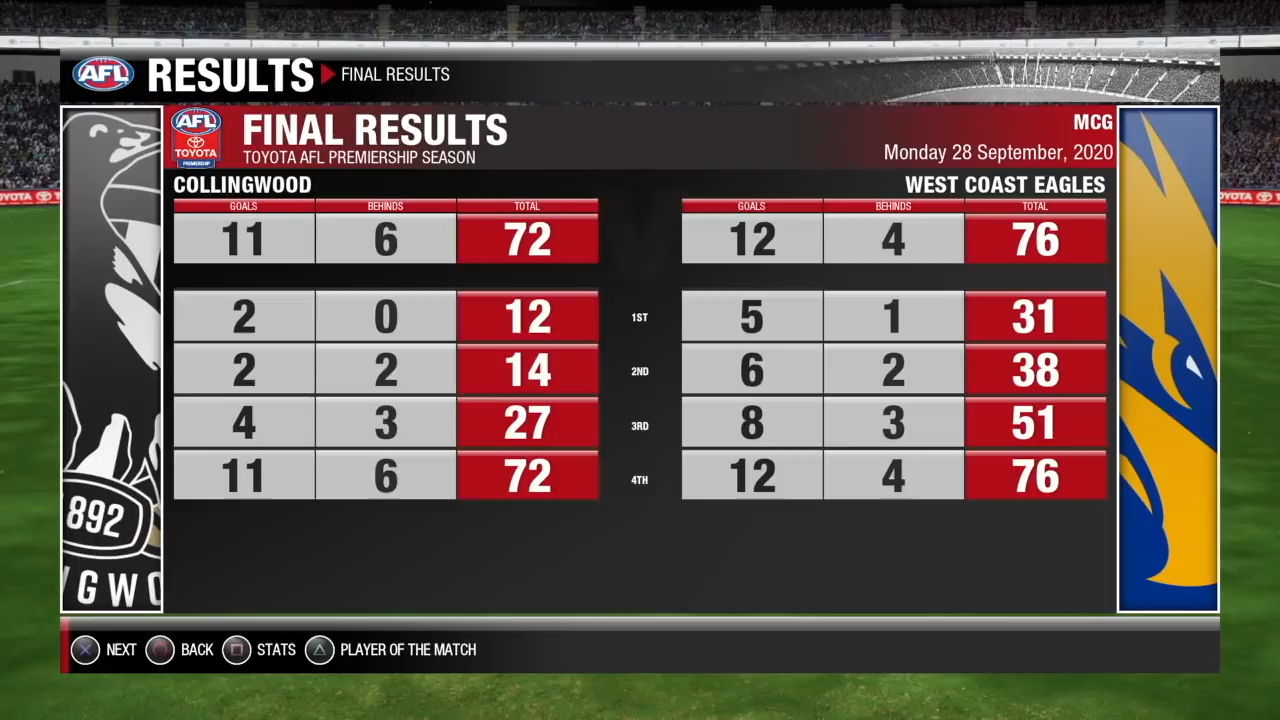 AFL RESULTS FINAL RESULTS
AFL
TOYOTA
PREMIERSHIP
FINAL RESULTS
TOYOTA AFL PREMIERSHIP SEASON
MCG
Monday 28 September, 2020
COLLINGWOOD WEST COAST EAGLES
GOALS BEHINDS TOTAL GOALS BEHINDS TOTAL
11 6 72 12 4 76
2 0 12 1ST 5 1 31
2 2 14 2ND 6 2 38
4 3 27 3RD 8 3 51
11 6 72 4TH 12 4 76
892
NGWO
OYOTA
TOYOTA
NEXT BACK STATS PLAYER OF THE MATCH